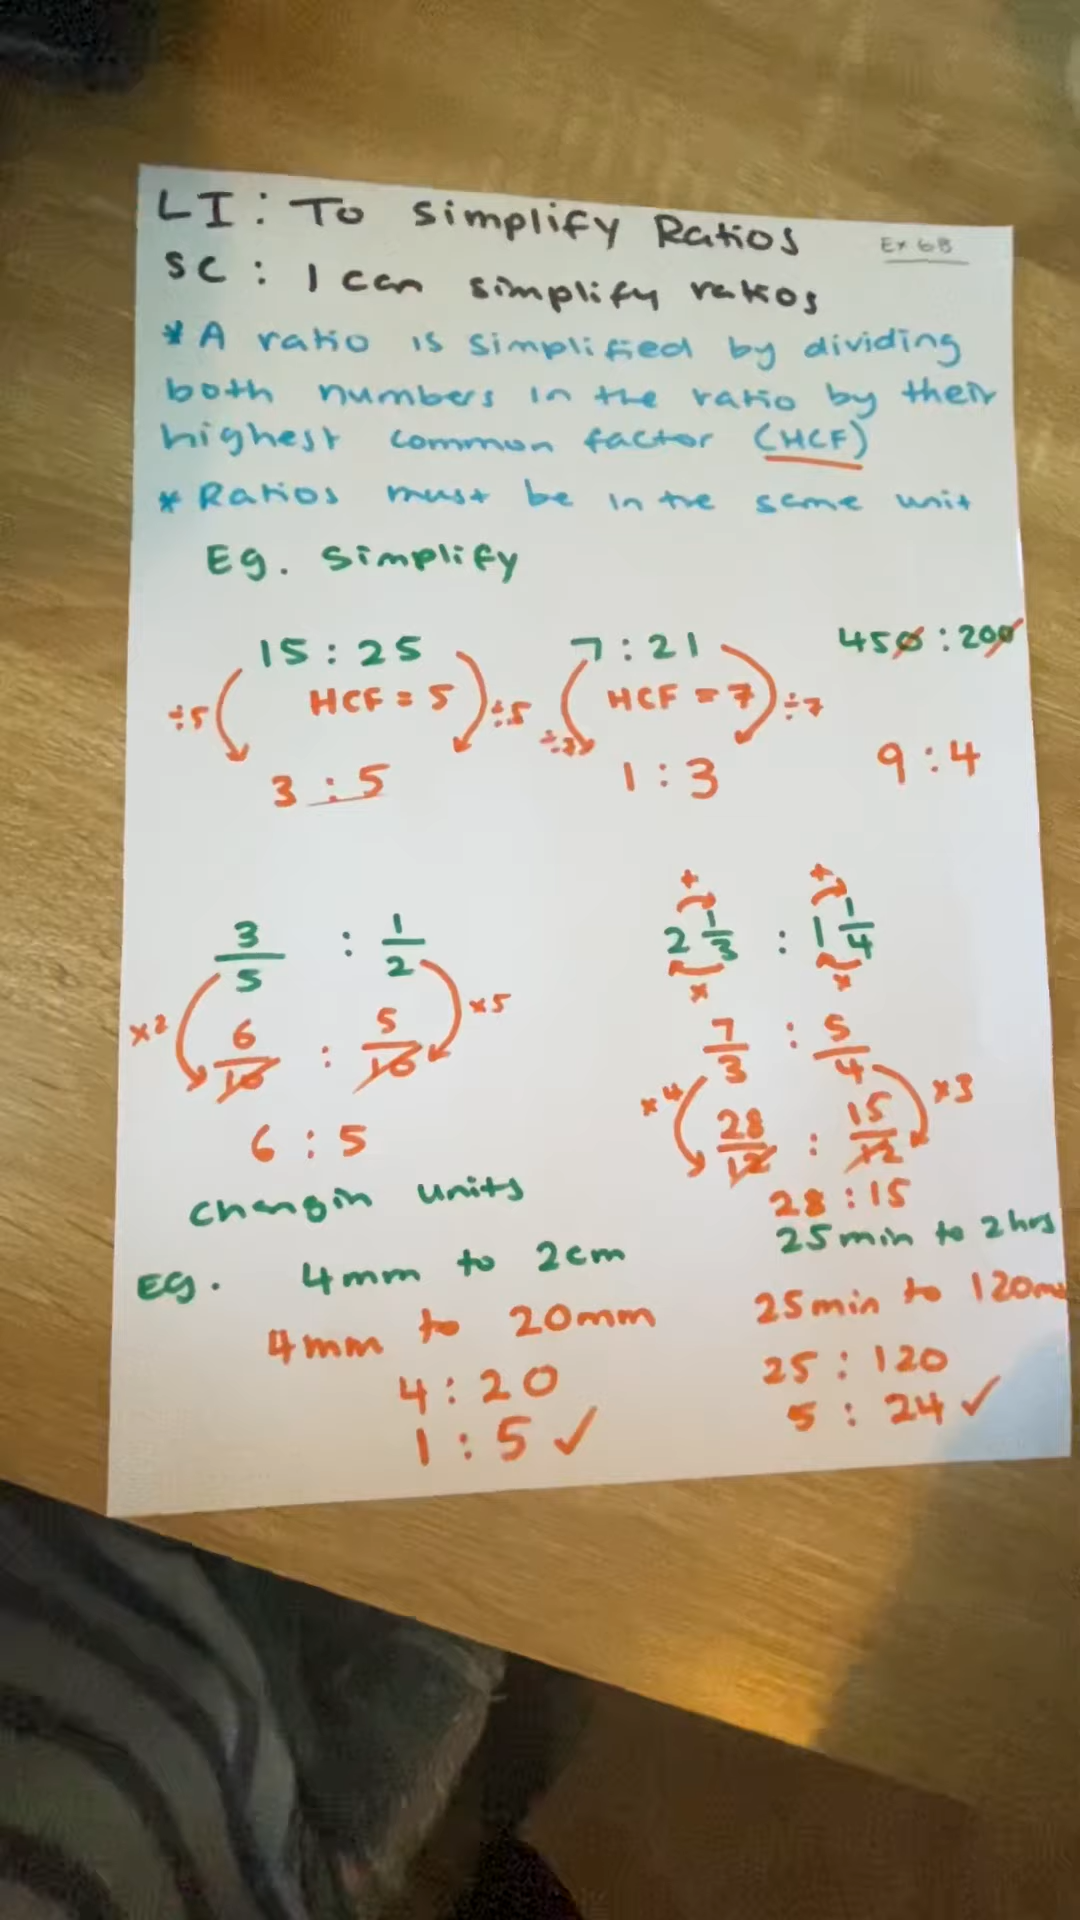 LI: To simplify Ratios Ex 6B
SC: I can simplify ratios
* A ratio is simplified by dividing
both numbers in the ratio by their
highest common factor (HCF)
* Ratios must be in the same unit
Eg. Simplify
15:25 7:21 450:200
÷5 HCF = 5 ÷5 ÷7 HCF = 7 ÷7
3:5 1:3 9:4
+ +
3/5 : 1/2 2 1/3 : 1 1/4
x x
x2 x5 7/3 : 5/4
6/10 : 5/10 x4 x3
6:5 28/12 : 15/12
changin units 28:15
25min to 2hrs
EG. 4mm to 2cm
4mm to 20mm 25min to 120m
4:20 25:120
1:5 ✓ 5:24 ✓